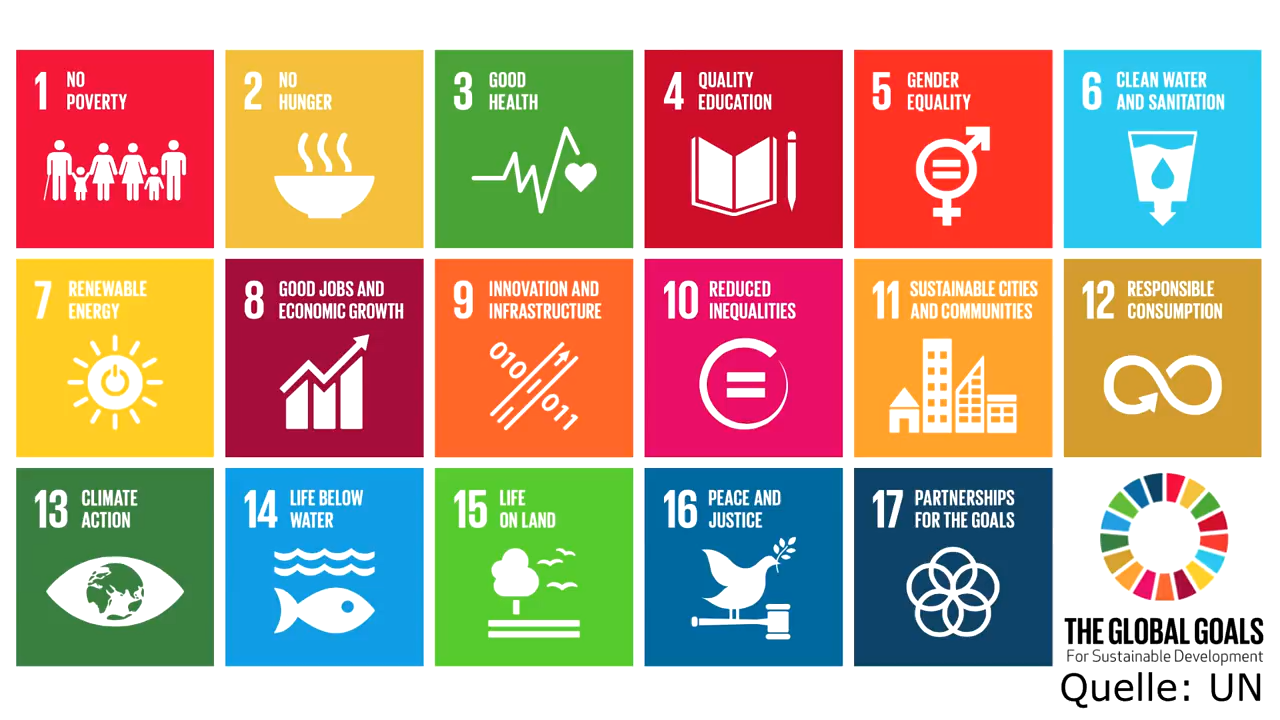 1 NO
POVERTY
2 NO
HUNGER
3 GOOD
HEALTH
4 QUALITY
EDUCATION
5 GENDER
EQUALITY
6 CLEAN WATER
AND SANITATION
7 RENEWABLE
ENERGY
8 GOOD JOBS AND
ECONOMIC GROWTH
9 INNOVATION AND
INFRASTRUCTURE
010
011
10 REDUCED
INEQUALITIES
11 SUSTAINABLE CITIES
AND COMMUNITIES
12 RESPONSIBLE
CONSUMPTION
13 CLIMATE
ACTION
14 LIFE BELOW
WATER
15 LIFE
ON LAND
16 PEACE AND
JUSTICE
17 PARTNERSHIPS
FOR THE GOALS
THE GLOBAL GOALS
For Sustainable Development
Quelle: UN